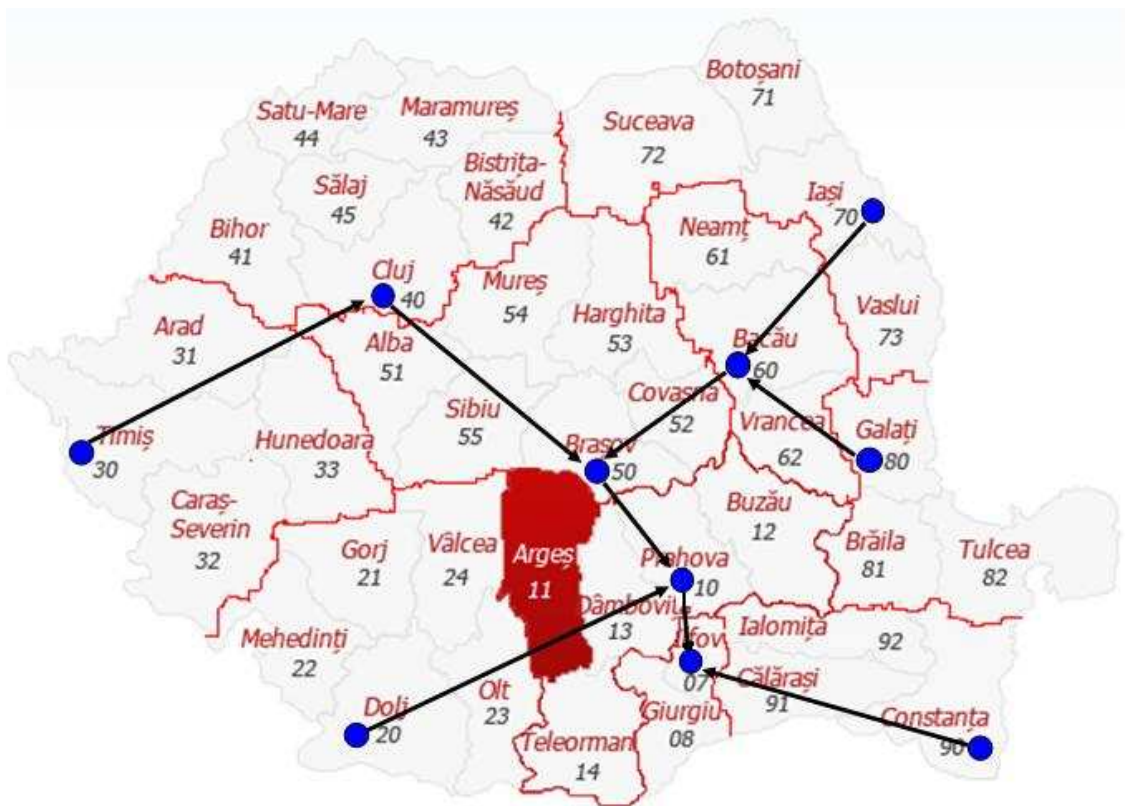 Botoșani
71
Satu-Mare
44
Maramureș
43
Suceava
72
Bistrița-
Năsăud
42
Sălaj
45
Iași
70
Bihor
41
Neamț
61
Cluj
40
Mureș
54
Vaslui
73
Arad
31
Alba
51
Harghita
53
Bacău
60
Covasna
52
Sibiu
55
Vrancea
62
Timiș
30
Hunedoara
33
Brașov
50
Galați
80
Caraș-
Severin
32
Buzău
12
Gorj
21
Vâlcea
24
Argeș
11
Prahova
10
Brăila
81
Tulcea
82
Dâmbovița
13
Mehedinți
22
Ilfov
07
Ialomița
92
Călărași
91
Olt
23
Dolj
20
Giurgiu
08
Constanța
90
Teleorman
14